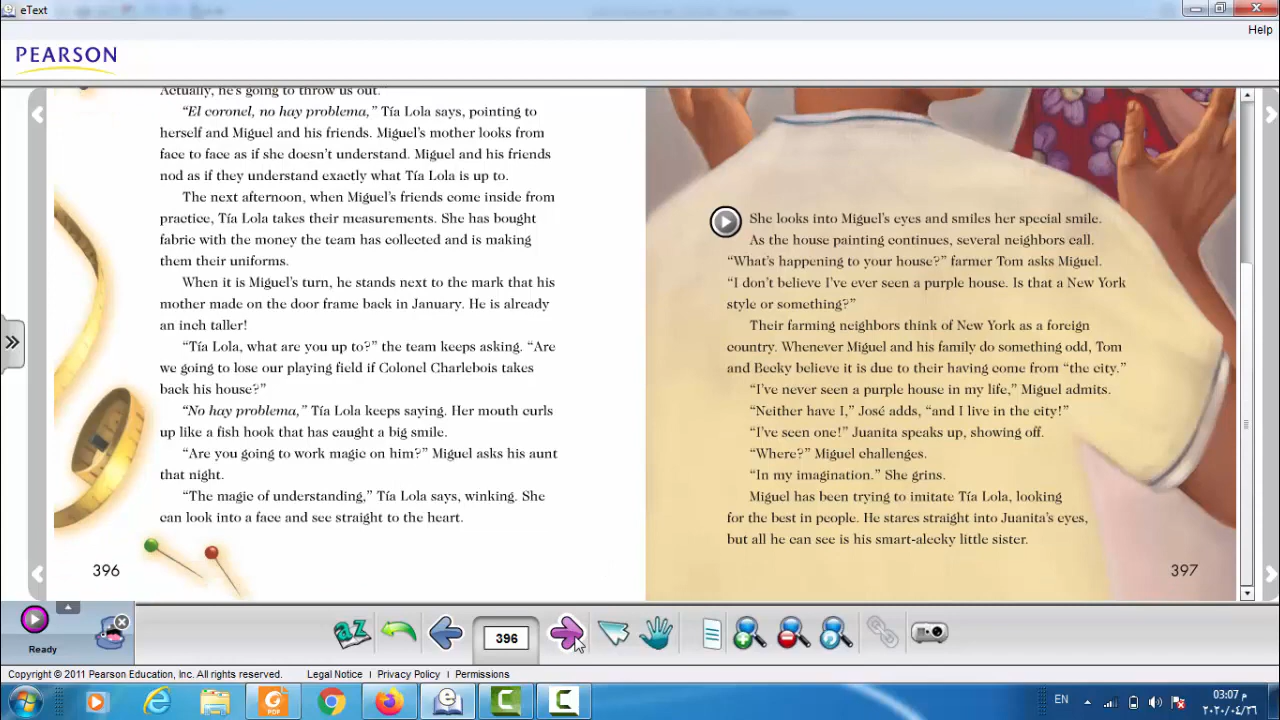 eText
Help
PEARSON
Actually, he's going to throw us out.
“El coronel, no hay problema,” Tía Lola says, pointing to
herself and Miguel and his friends. Miguel's mother looks from
face to face as if she doesn't understand. Miguel and his friends
nod as if they understand exactly what Tía Lola is up to.
The next afternoon, when Miguel's friends come inside from
practice, Tía Lola takes their measurements. She has bought
fabric with the money the team has collected and is making
them their uniforms.
When it is Miguel's turn, he stands next to the mark that his
mother made on the door frame back in January. He is already
an inch taller!
“Tía Lola, what are you up to?” the team keeps asking. “Are
we going to lose our playing field if Colonel Charlebois takes
back his house?”
“No hay problema,” Tía Lola keeps saying. Her mouth curls
up like a fish hook that has caught a big smile.
“Are you going to work magic on him?” Miguel asks his aunt
that night.
“The magic of understanding,” Tía Lola says, winking. She
can look into a face and see straight to the heart.
396
She looks into Miguel's eyes and smiles her special smile.
As the house painting continues, several neighbors call.
“What's happening to your house?” farmer Tom asks Miguel.
“I don't believe I've ever seen a purple house. Is that a New York
style or something?”
Their farming neighbors think of New York as a foreign
country. Whenever Miguel and his family do something odd, Tom
and Becky believe it is due to their having come from “the city.”
“I've never seen a purple house in my life,” Miguel admits.
“Neither have I,” José adds, “and I live in the city!”
“I've seen one!” Juanita speaks up, showing off.
“Where?” Miguel challenges.
“In my imagination.” She grins.
Miguel has been trying to imitate Tía Lola, looking
for the best in people. He stares straight into Juanita's eyes,
but all he can see is his smart-alecky little sister.
397
Ready
aZ
396
Copyright © 2011 Pearson Education, Inc. All rights reserved. Legal Notice | Privacy Policy | Permissions
PDF
EN
03:07 م
٢٠٢٠/٠٤/٢٦